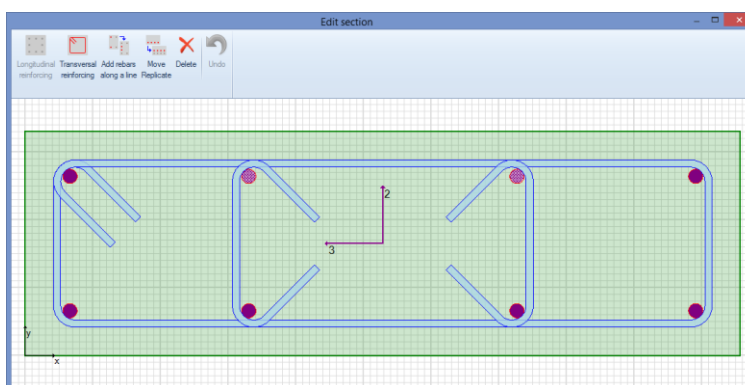 Edit section
Longitudinal reinforcing
Transversal reinforcing
Add rebars along a line
Move Replicate
Delete
Undo
2
3
y
x